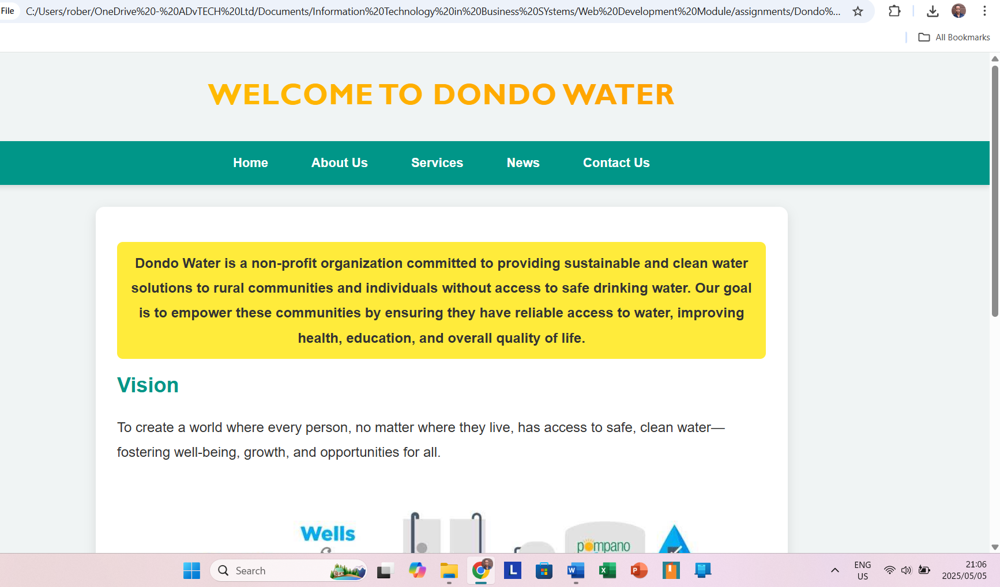 File
C:/Users/rober/OneDrive%20-%20ADvTECH%20Ltd/Documents/Information%20Technology%20in%20Business%20SYstems/Web%20Development%20Module/assignments/Dondo%...
All Bookmarks
WELCOME TO DONDO WATER
Home About Us Services News Contact Us
Dondo Water is a non-profit organization committed to providing sustainable and clean water
solutions to rural communities and individuals without access to safe drinking water. Our goal
is to empower these communities by ensuring they have reliable access to water, improving
health, education, and overall quality of life.
Vision
To create a world where every person, no matter where they live, has access to safe, clean water—
fostering well-being, growth, and opportunities for all.
Wells
pompano
Search
L
W
X
P
ENG
US
21:06
2025/05/05